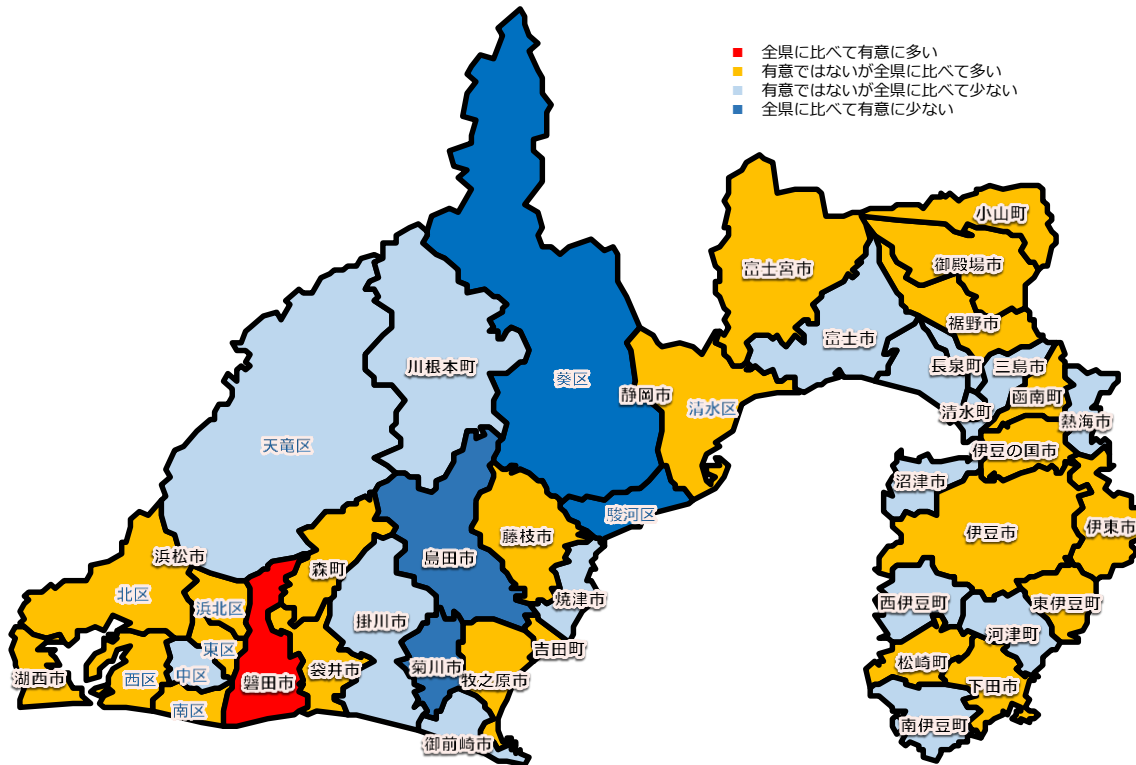 全県に比べて有意に多い
有意ではないが全県に比べて多い
有意ではないが全県に比べて少ない
全県に比べて有意に少ない
小山町
御殿場市
富士宮市
裾野市
富士市
長泉町
三島市
函南町
清水町
熱海市
川根本町
葵区
静岡市
清水区
天竜区
伊豆の国市
沼津市
駿河区
伊豆市
伊東市
藤枝市
島田市
浜松市
森町
北区
浜北区
焼津市
西伊豆町
東伊豆町
掛川市
河津町
東区
吉田町
松崎町
湖西市
西区
中区
磐田市
袋井市
菊川市
牧之原市
下田市
南区
南伊豆町
御前崎市